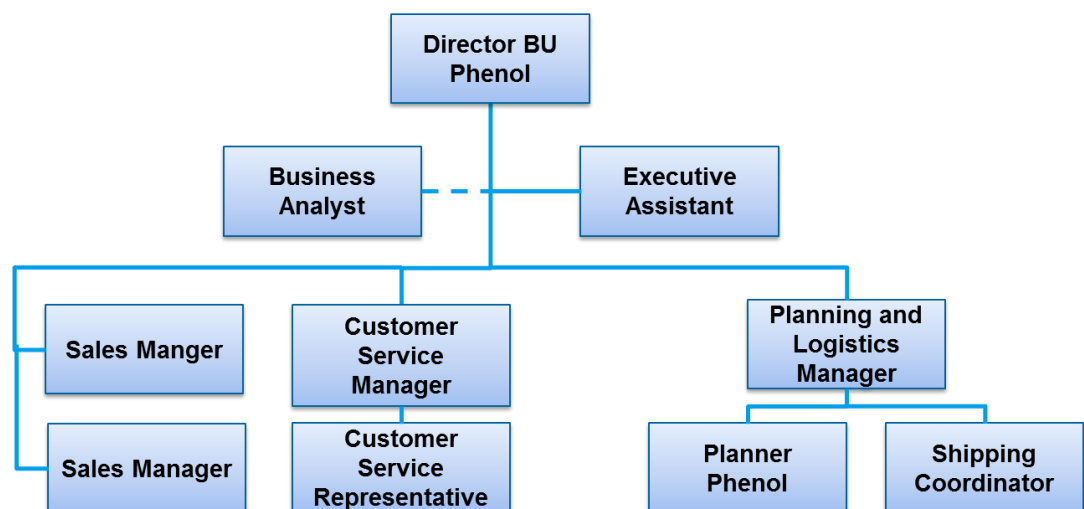 Director BU
Phenol
Business
Analyst
Executive
Assistant
Sales Manger
Customer
Service
Manager
Planning and
Logistics
Manager
Sales Manager
Customer
Service
Representative
Planner
Phenol
Shipping
Coordinator